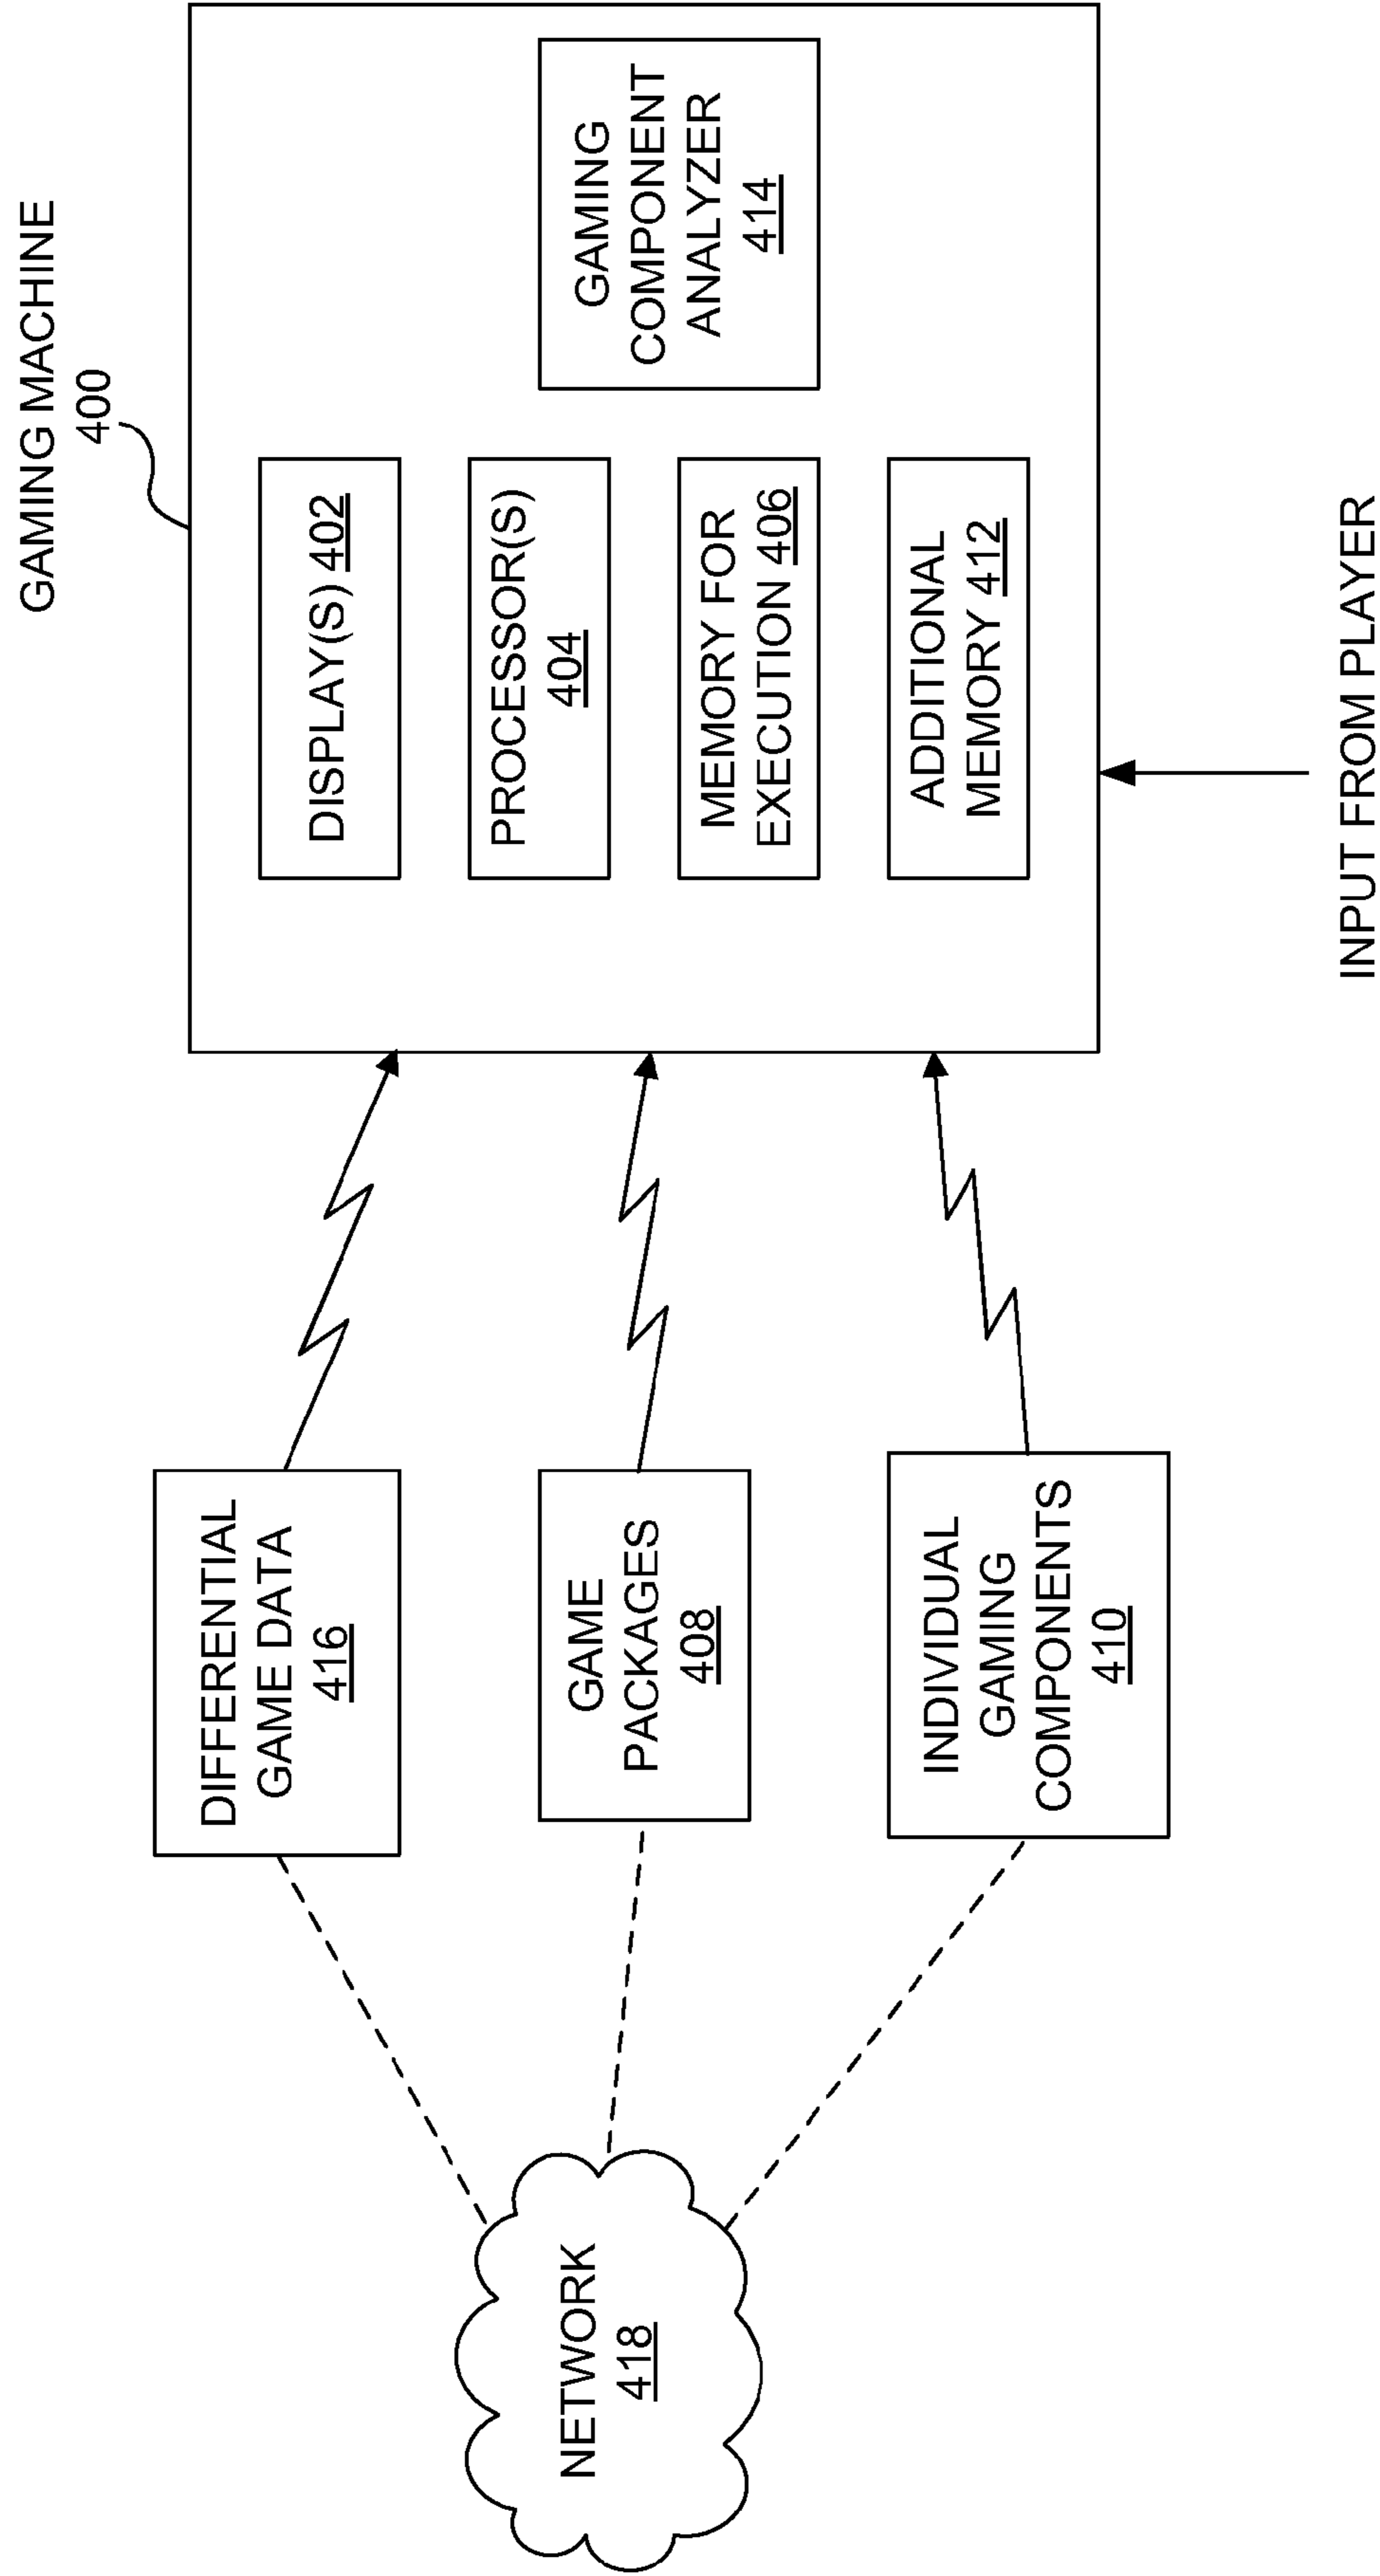 GAMING MACHINE
400
DISPLAY(S) 402
PROCESSOR(S)
404
MEMORY FOR
EXECUTION 406
ADDITIONAL
MEMORY 412
GAMING
COMPONENT
ANALYZER
414
DIFFERENTIAL
GAME DATA
416
GAME
PACKAGES
408
INDIVIDUAL
GAMING
COMPONENTS
410
NETWORK
418
INPUT FROM PLAYER